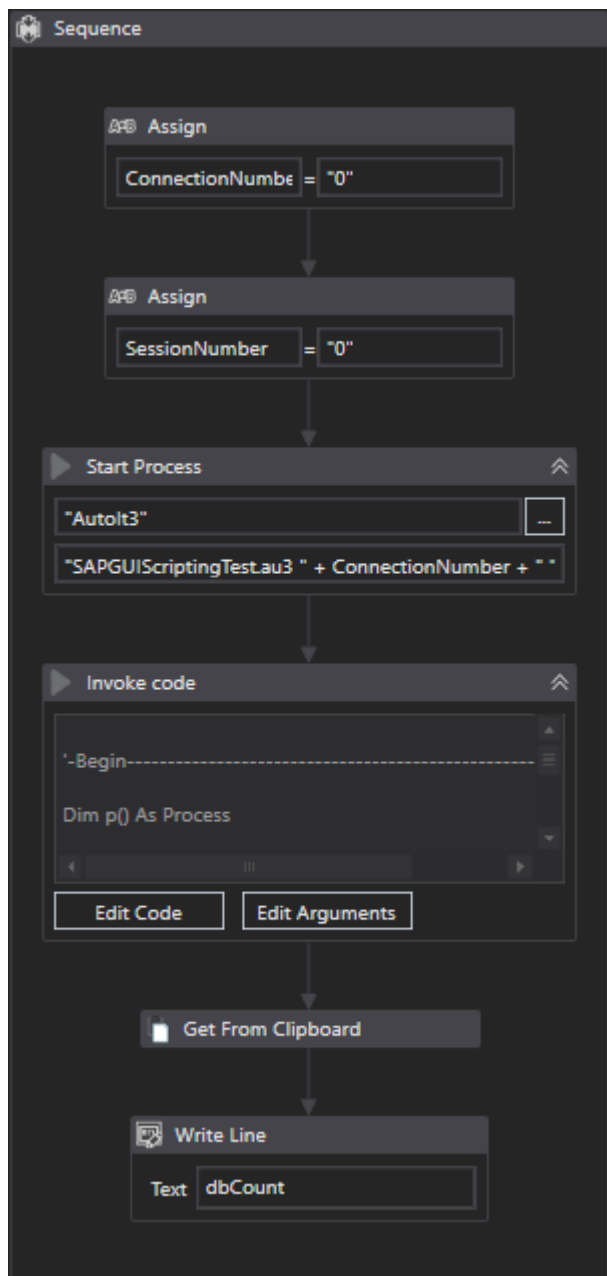 Sequence
Assign
ConnectionNumbe = "0"
Assign
SessionNumber = "0"
Start Process
"AutoIt3"
...
"SAPGUIScriptingTest.au3 " + ConnectionNumber + " "
Invoke code
'-Begin--------------------------------------------------
Dim p() As Process
Edit Code
Edit Arguments
Get From Clipboard
Write Line
Text dbCount